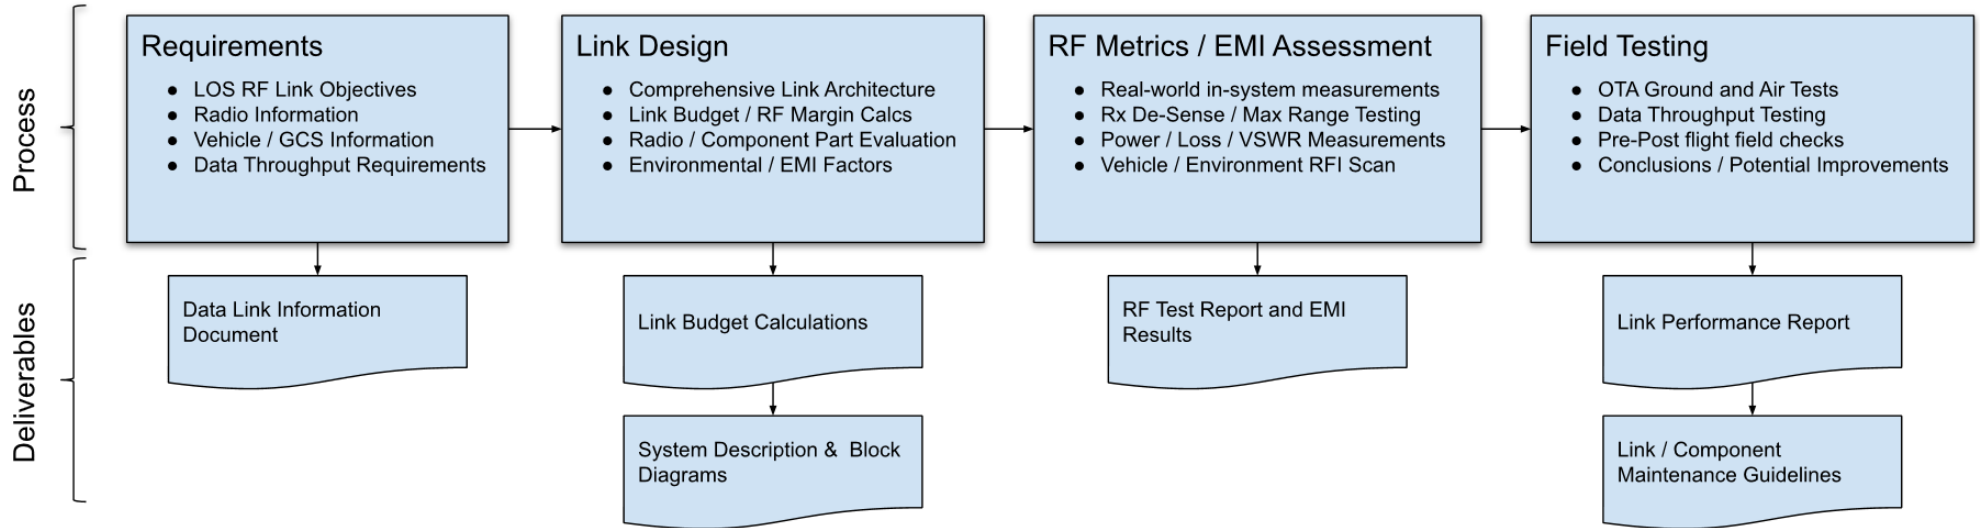 Process
Requirements
● LOS RF Link Objectives
● Radio Information
● Vehicle / GCS Information
● Data Throughput Requirements
Link Design
● Comprehensive Link Architecture
● Link Budget / RF Margin Calcs
● Radio / Component Part Evaluation
● Environmental / EMI Factors
RF Metrics / EMI Assessment
● Real-world in-system measurements
● Rx De-Sense / Max Range Testing
● Power / Loss / VSWR Measurements
● Vehicle / Environment RFI Scan
Field Testing
● OTA Ground and Air Tests
● Data Throughput Testing
● Pre-Post flight field checks
● Conclusions / Potential Improvements
Deliverables
Data Link Information
Document
Link Budget Calculations
System Description &  Block
Diagrams
RF Test Report and EMI
Results
Link Performance Report
Link / Component
Maintenance Guidelines